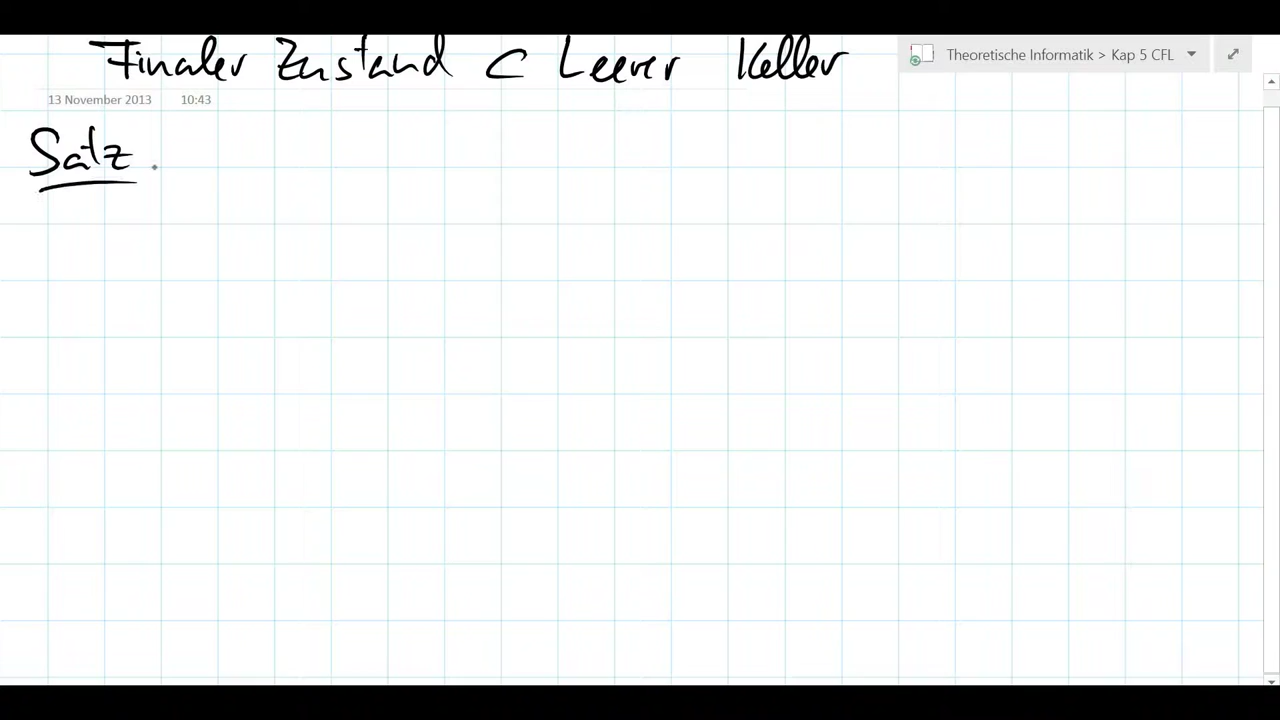 Finaler Zustand ⊂ Leerer Keller
Theoretische Informatik > Kap 5 CFL
13 November 2013 10:43
Satz